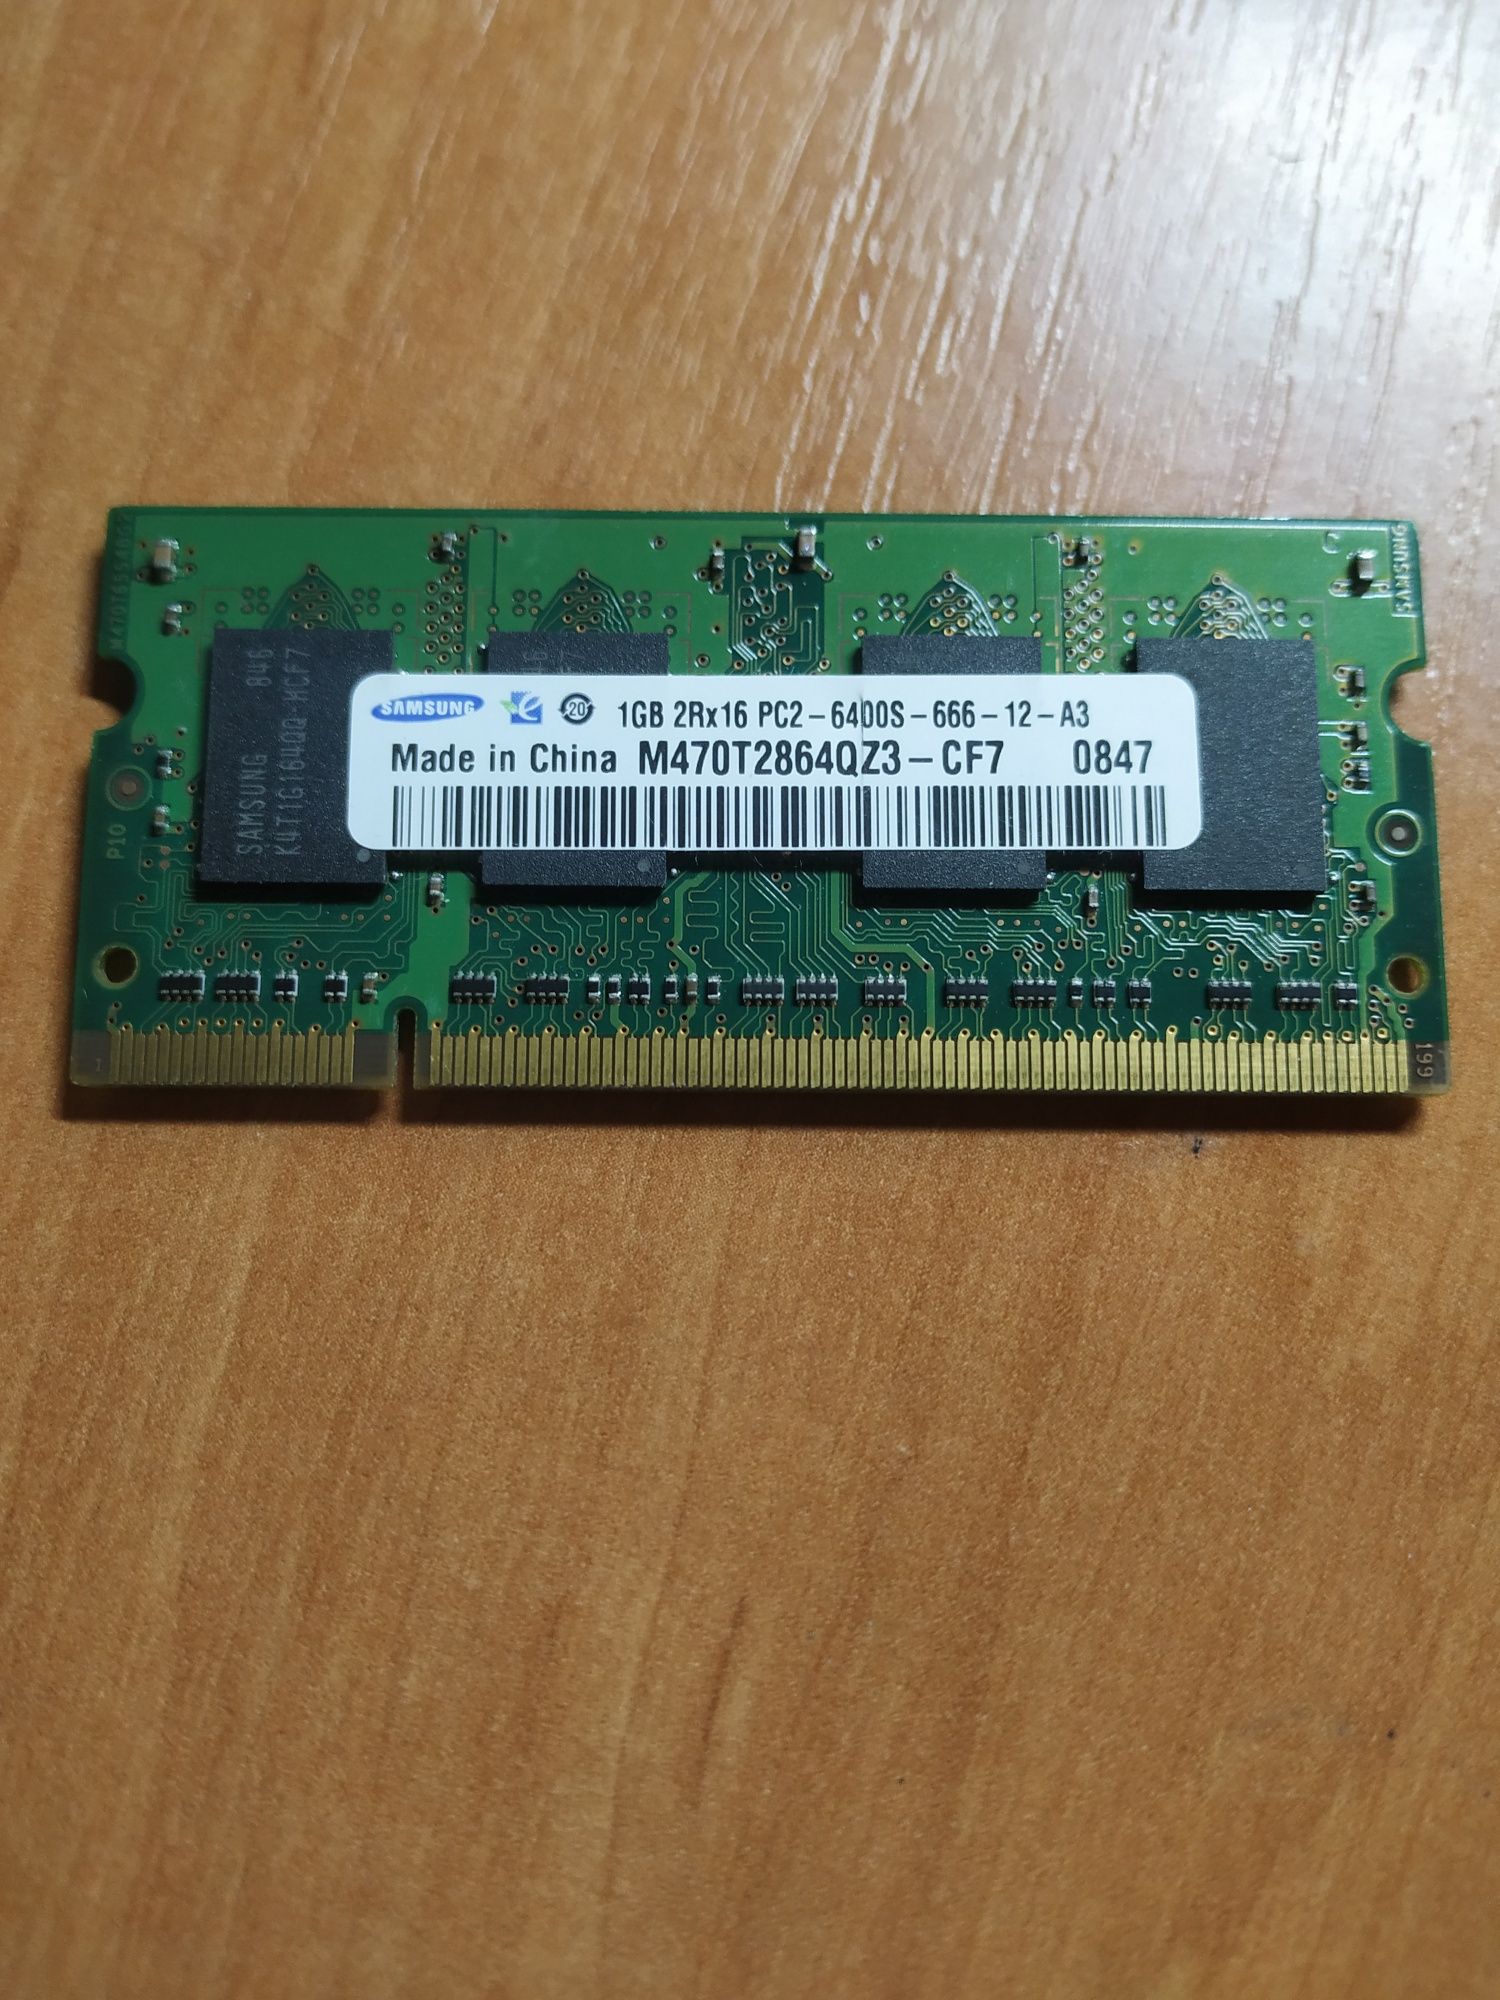 SAMSUNG
SAMSUNG 846
K4T1G164QQ-HCF7
SAMSUNG 20 1GB 2Rx16 PC2-6400S-666-12-A3
Made in China M470T2864QZ3-CF7 0847
P10
199